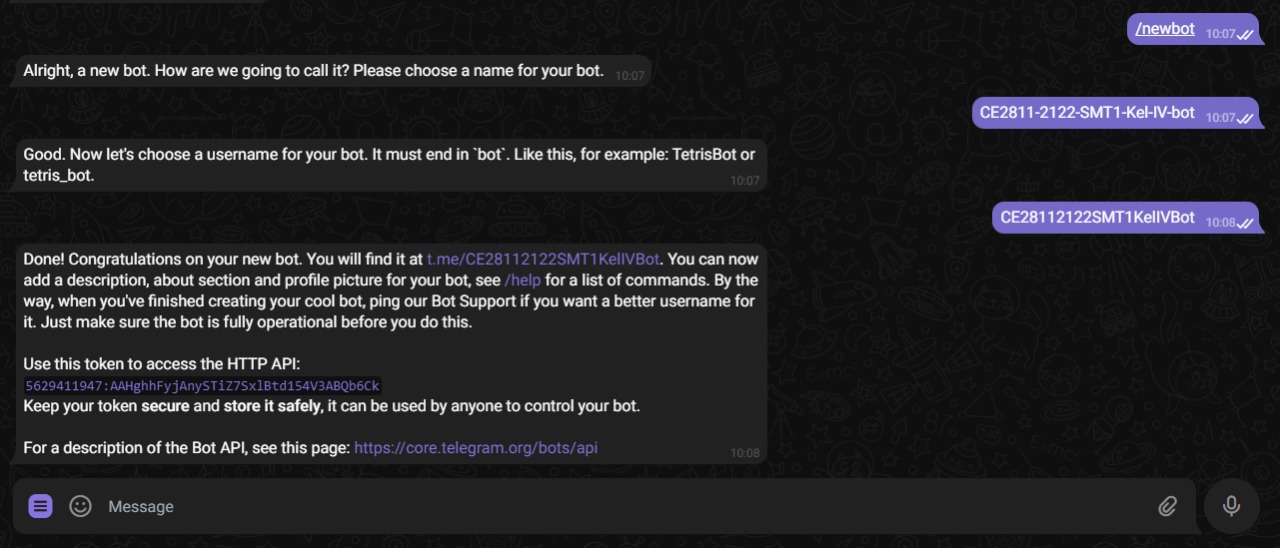 /newbot 10:07
Alright, a new bot. How are we going to call it? Please choose a name for your bot. 10:07
CE2811-2122-SMT1-Kel-IV-bot 10:07
Good. Now let's choose a username for your bot. It must end in `bot`. Like this, for example: TetrisBot or
tetris_bot. 10:07
CE28112122SMT1KelIVBot 10:08
Done! Congratulations on your new bot. You will find it at t.me/CE28112122SMT1KelIVBot. You can now
add a description, about section and profile picture for your bot, see /help for a list of commands. By the
way, when you've finished creating your cool bot, ping our Bot Support if you want a better username for
it. Just make sure the bot is fully operational before you do this.
Use this token to access the HTTP API:
5629411947:AAHghhFyjAnySTiZ7SxlBtd154V3ABQb6Ck
Keep your token secure and store it safely, it can be used by anyone to control your bot.
For a description of the Bot API, see this page: https://core.telegram.org/bots/api 10:08
Message